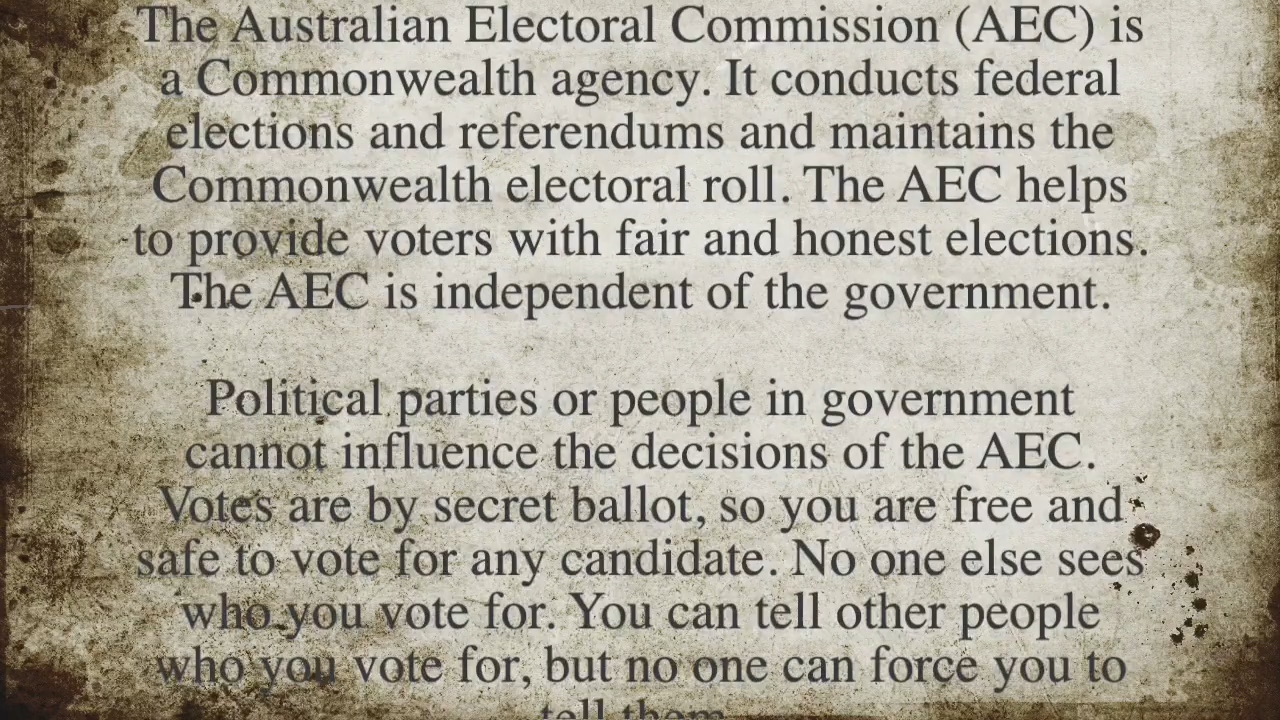 The Australian Electoral Commission (AEC) is
a Commonwealth agency. It conducts federal
elections and referendums and maintains the
Commonwealth electoral roll. The AEC helps
to provide voters with fair and honest elections.
The AEC is independent of the government.
Political parties or people in government
cannot influence the decisions of the AEC.
Votes are by secret ballot, so you are free and
safe to vote for any candidate. No one else sees
who you vote for. You can tell other people
who you vote for, but no one can force you to
tell them